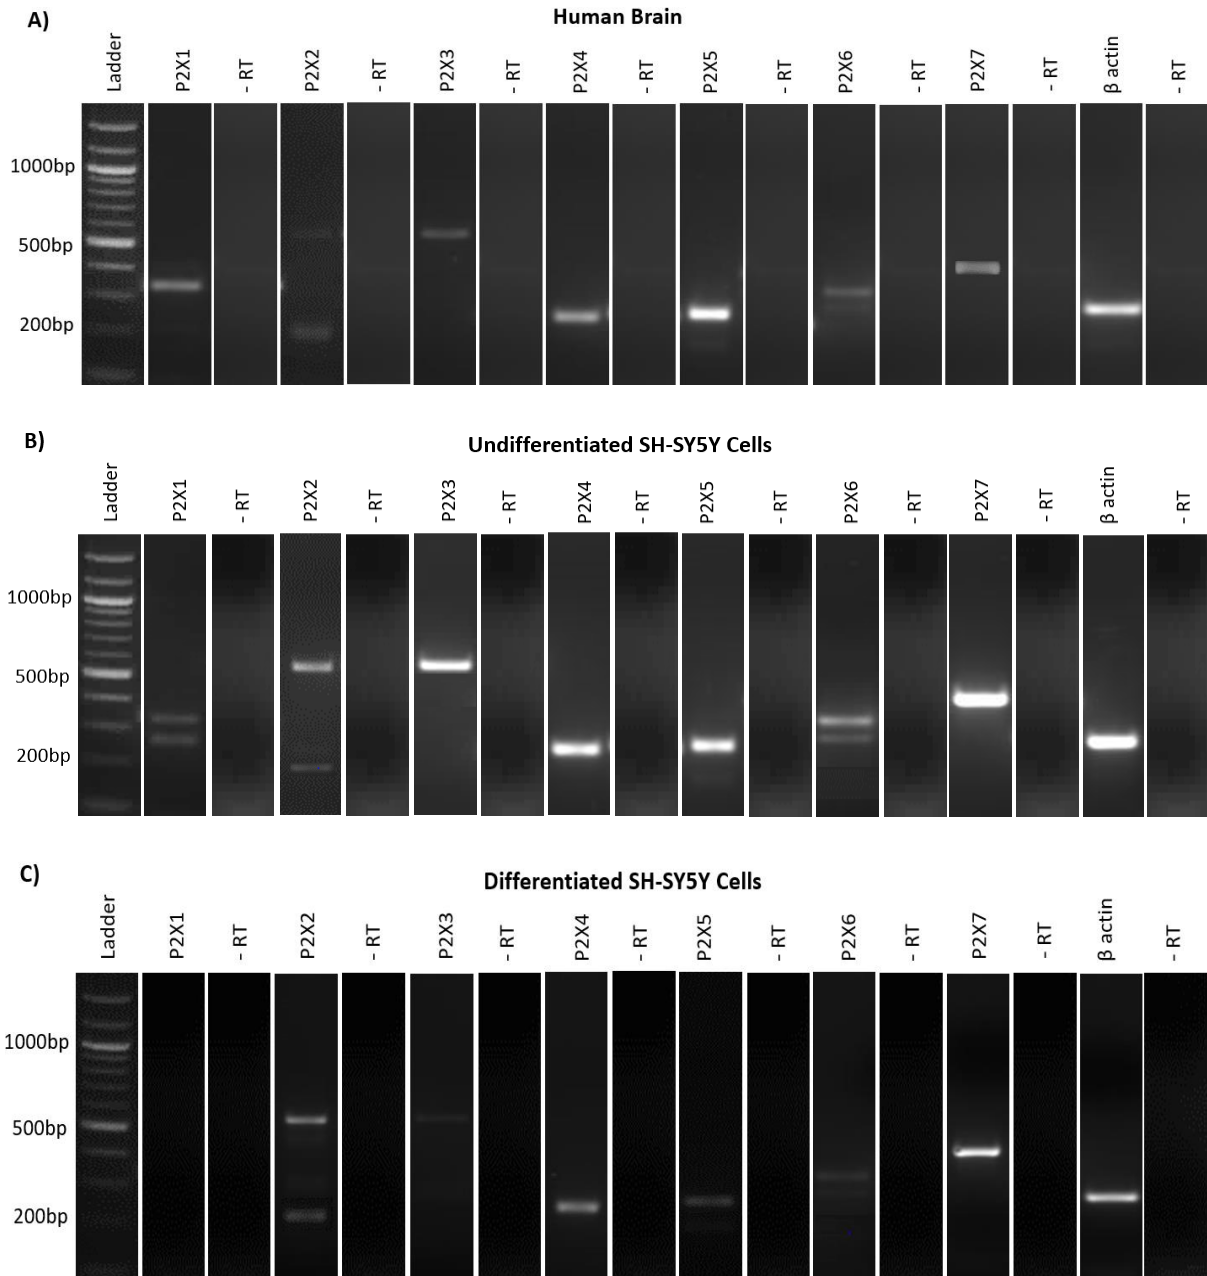 A)
Human Brain
Ladder P2X1 - RT P2X2 - RT P2X3 - RT P2X4 - RT P2X5 - RT P2X6 - RT P2X7 - RT β actin - RT
1000bp
500bp
200bp
B)
Undifferentiated SH-SY5Y Cells
Ladder P2X1 - RT P2X2 - RT P2X3 - RT P2X4 - RT P2X5 - RT P2X6 - RT P2X7 - RT β actin - RT
1000bp
500bp
200bp
C)
Differentiated SH-SY5Y Cells
Ladder P2X1 - RT P2X2 - RT P2X3 - RT P2X4 - RT P2X5 - RT P2X6 - RT P2X7 - RT β actin - RT
1000bp
500bp
200bp